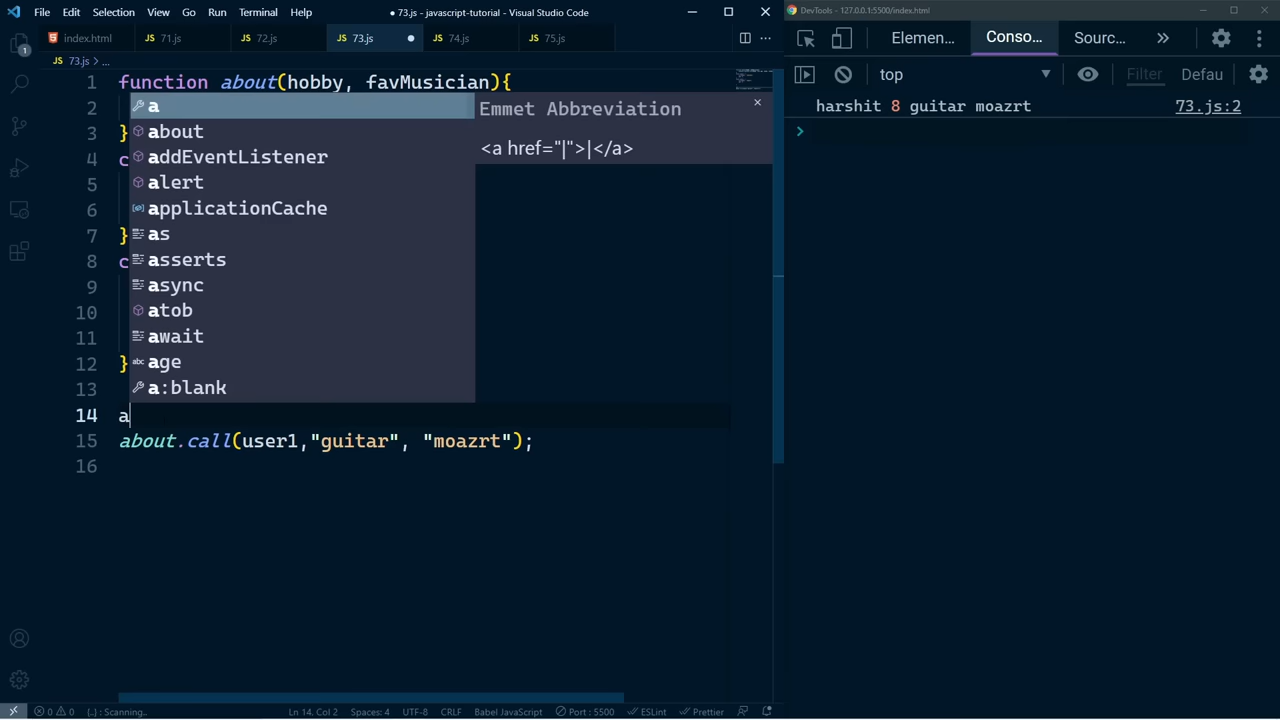 File Edit Selection View Go Run Terminal Help ● 73.js - javascript-tutorial - Visual Studio Code
DevTools - 127.0.0.1:5500/index.html
index.html JS 71.js JS 72.js JS 73.js JS 74.js JS 75.js
Elemen... Conso... Sourc...
JS 73.js > ...
top Filter Defau
1 function about(hobby, favMusician){
harshit 8 guitar moazrt 73.js:2
2 a Emmet Abbreviation
3 } about
<a href="|">|</a>
4 c addEventListener
5 alert
6 applicationCache
7 } as
8 c asserts
9 async
10 atob
11 await
12 } age
13 a:blank
14 a
15 about.call(user1,"guitar", "moazrt");
16
1
0 0 {..} : Scanning.. Ln 14, Col 2 Spaces: 4 UTF-8 CRLF Babel JavaScript Port : 5500 ESLint Prettier